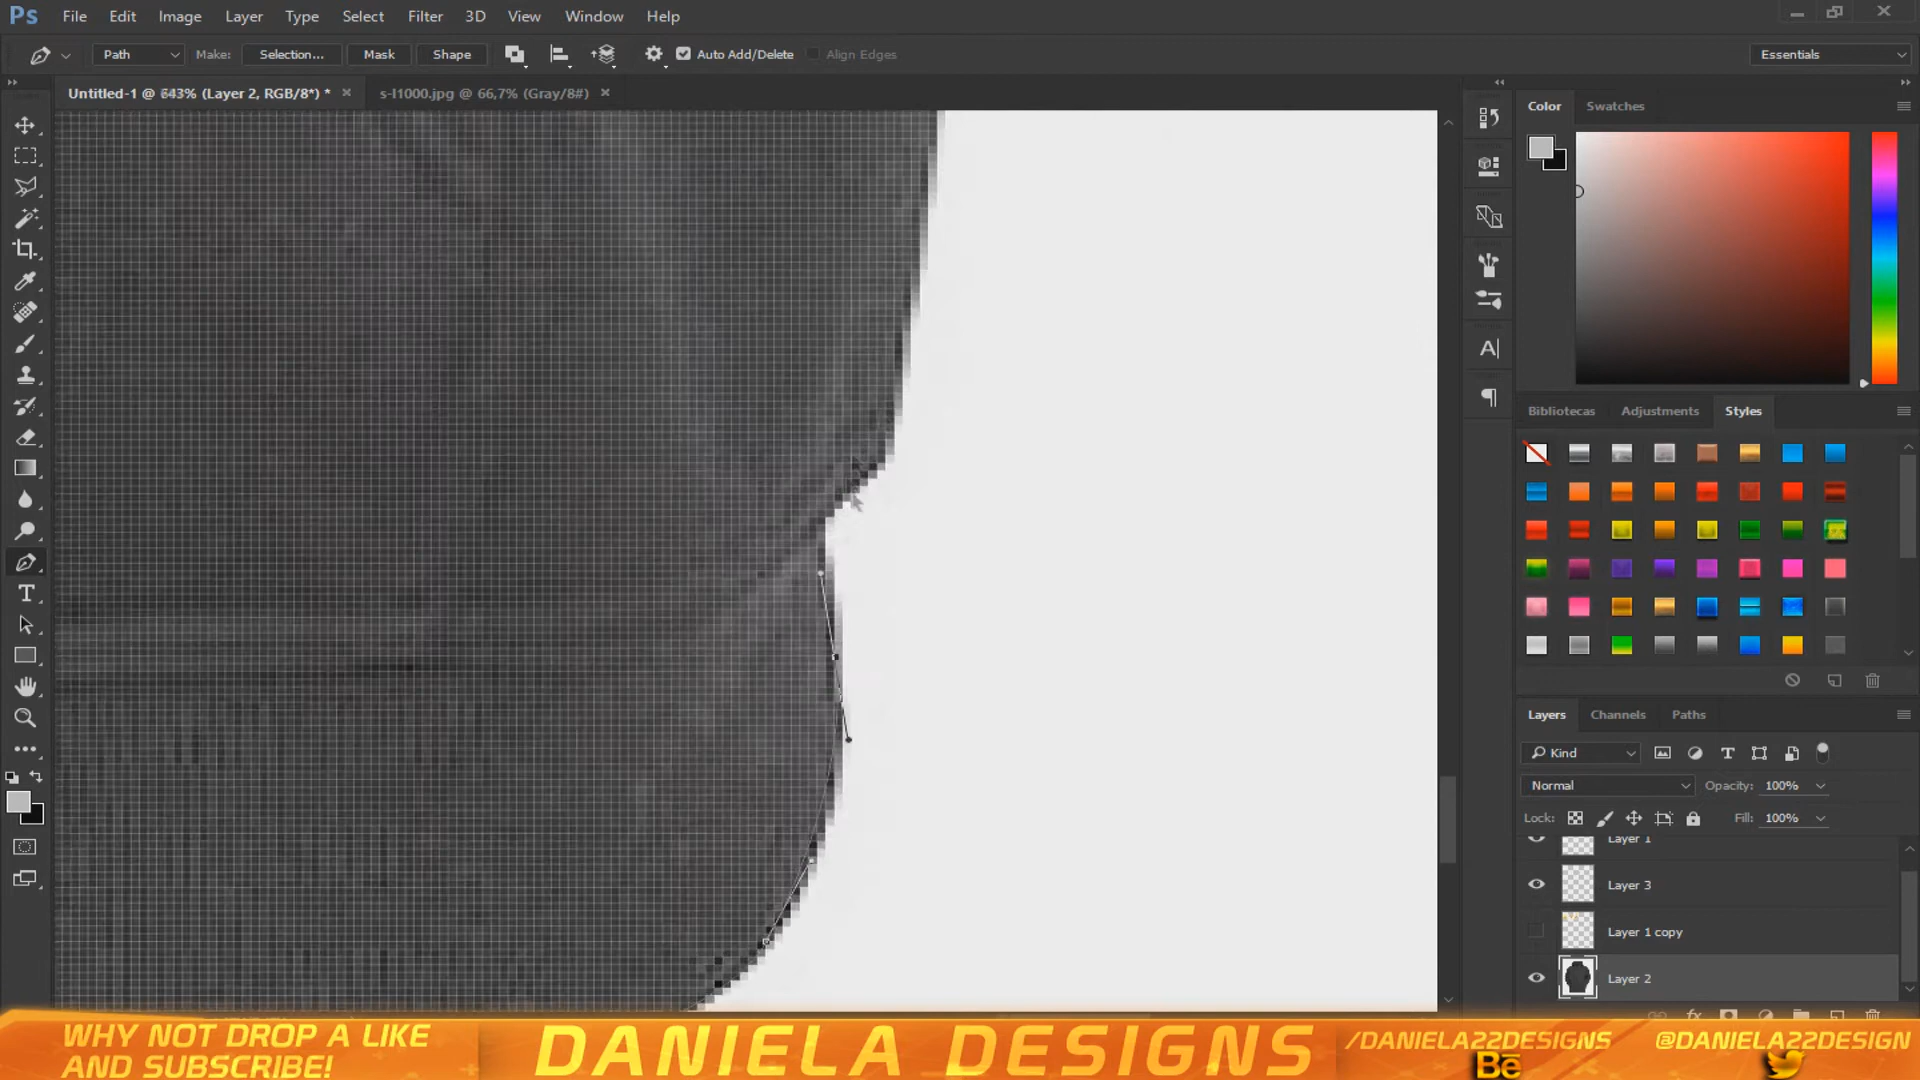 Ps File Edit Image Layer Type Select Filter 3D View Window Help
Path Make: Selection... Mask Shape Auto Add/Delete Align Edges Essentials
Untitled-1 @ 643% (Layer 2, RGB/8*) * × s-l1000.jpg @ 66,7% (Gray/8#) ×
Color Swatches
Bibliotecas Adjustments Styles
Layers Channels Paths
Kind
Normal Opacity: 100%
Lock: Fill: 100%
Layer 1
Layer 3
Layer 1 copy
Layer 2
WHY NOT DROP A LIKE
AND SUBSCRIBE!
DANIELA DESIGNS
/DANIELA22DESIGNS
Bē
@DANIELA22DESIGN